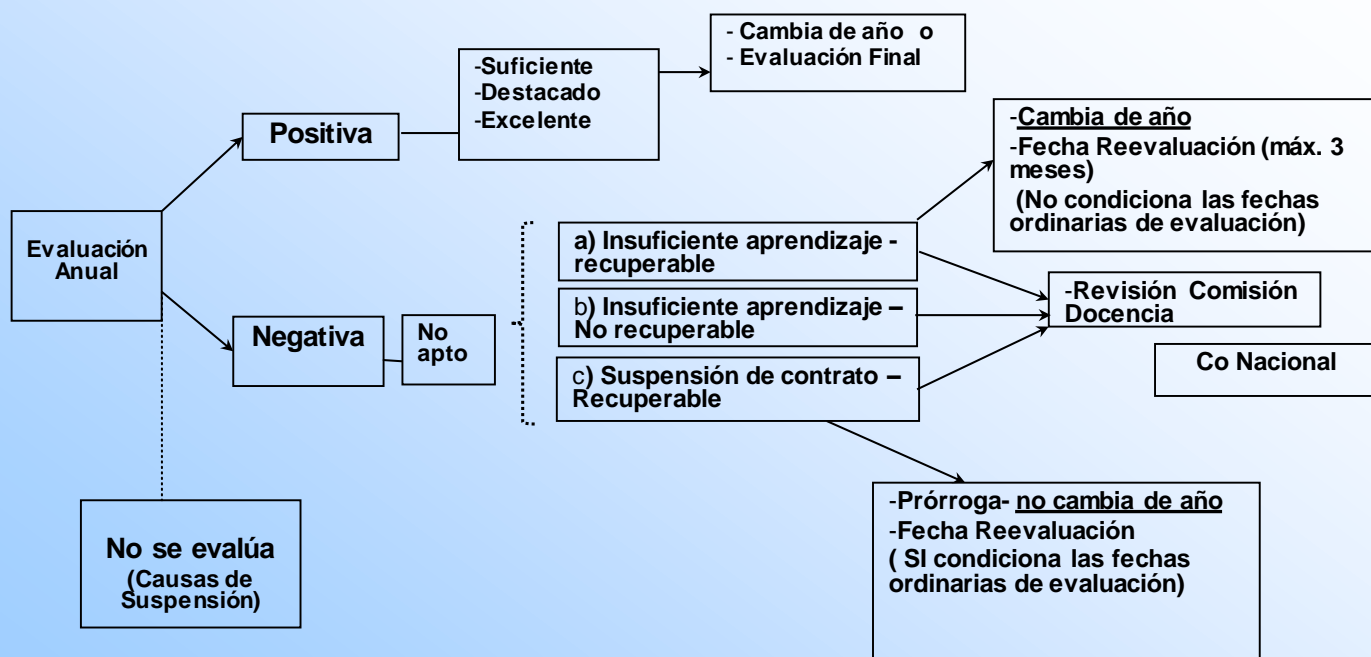 - Cambia de año o
- Evaluación Final
-Suficiente
-Destacado
-Excelente
Positiva
-Cambia de año
-Fecha Reevaluación (máx. 3
meses)
(No condiciona las fechas
ordinarias de evaluación)
Evaluación
Anual
a) Insuficiente aprendizaje -
recuperable
b) Insuficiente aprendizaje –
No recuperable
c) Suspensión de contrato –
Recuperable
-Revisión Comisión
Docencia
Negativa
No
apto
Co Nacional
No se evalúa
(Causas de
Suspensión)
-Prórroga- no cambia de año
-Fecha Reevaluación
( SI condiciona las fechas
ordinarias de evaluación)